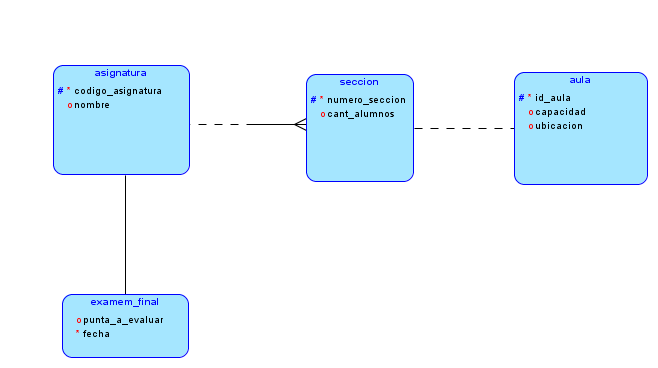 asignatura
# * codigo_asignatura
o nombre
seccion
# * numero_seccion
o cant_alumnos
aula
# * id_aula
o capacidad
o ubicacion
examem_final
o punta_a_evaluar
* fecha